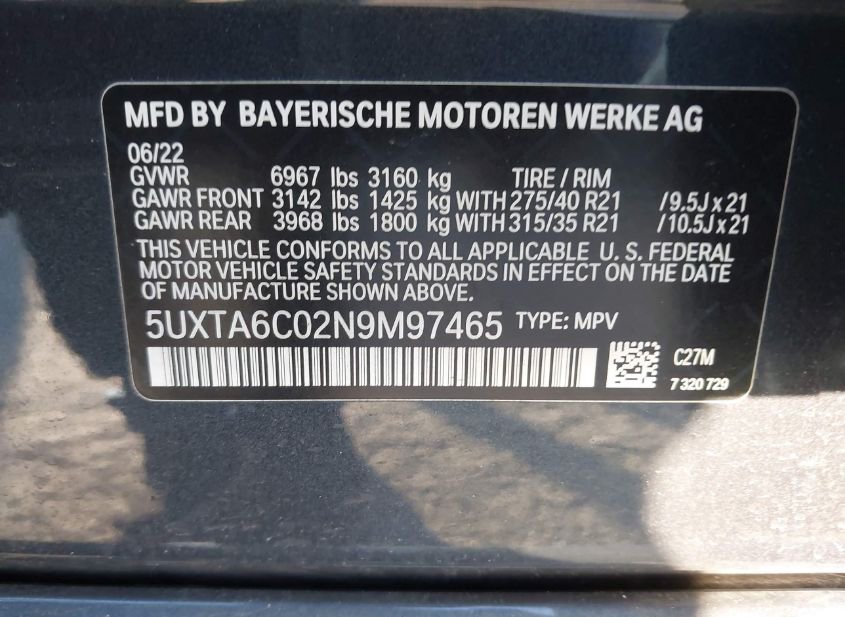 MFD BY BAYERISCHE MOTOREN WERKE AG
06/22
GVWR 6967 lbs 3160 kg TIRE / RIM
GAWR FRONT 3142 lbs 1425 kg WITH 275/40 R21 /9.5J x 21
GAWR REAR 3968 lbs 1800 kg WITH 315/35 R21 /10.5J x 21
THIS VEHICLE CONFORMS TO ALL APPLICABLE U. S. FEDERAL
MOTOR VEHICLE SAFETY STANDARDS IN EFFECT ON THE DATE
OF MANUFACTURE SHOWN ABOVE.
5UXTA6C02N9M97465 TYPE: MPV
C27M
7 320 729